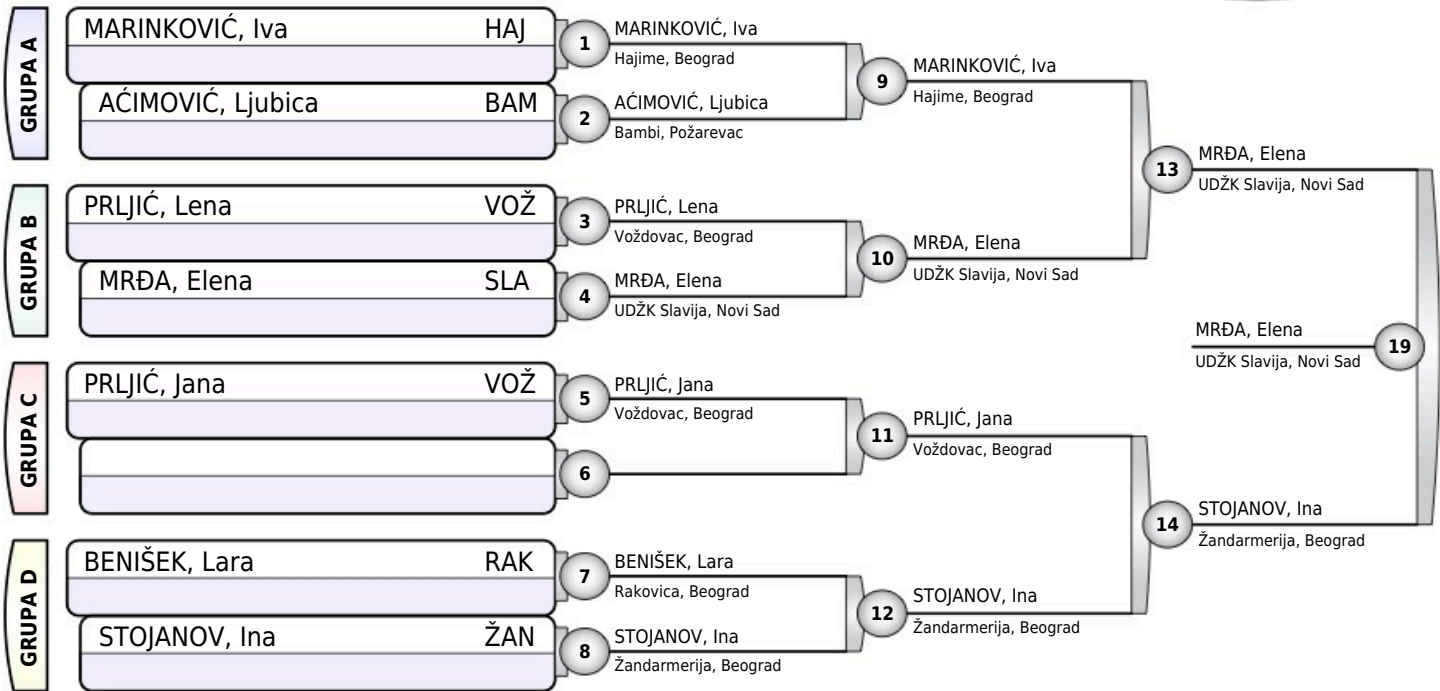 GRUPA A
MARINKOVIĆ, Iva HAJ
AĆIMOVIĆ, Ljubica BAM
1
MARINKOVIĆ, Iva
Hajime, Beograd
2
AĆIMOVIĆ, Ljubica
Bambi, Požarevac
9
MARINKOVIĆ, Iva
Hajime, Beograd
GRUPA B
PRLJIĆ, Lena VOŽ
MRĐA, Elena SLA
3
PRLJIĆ, Lena
Voždovac, Beograd
4
MRĐA, Elena
UDŽK Slavija, Novi Sad
10
MRĐA, Elena
UDŽK Slavija, Novi Sad
13
MRĐA, Elena
UDŽK Slavija, Novi Sad
GRUPA C
PRLJIĆ, Jana VOŽ
5
PRLJIĆ, Jana
Voždovac, Beograd
6
11
PRLJIĆ, Jana
Voždovac, Beograd
GRUPA D
BENIŠEK, Lara RAK
STOJANOV, Ina ŽAN
7
BENIŠEK, Lara
Rakovica, Beograd
8
STOJANOV, Ina
Žandarmerija, Beograd
12
STOJANOV, Ina
Žandarmerija, Beograd
14
STOJANOV, Ina
Žandarmerija, Beograd
MRĐA, Elena
UDŽK Slavija, Novi Sad
19